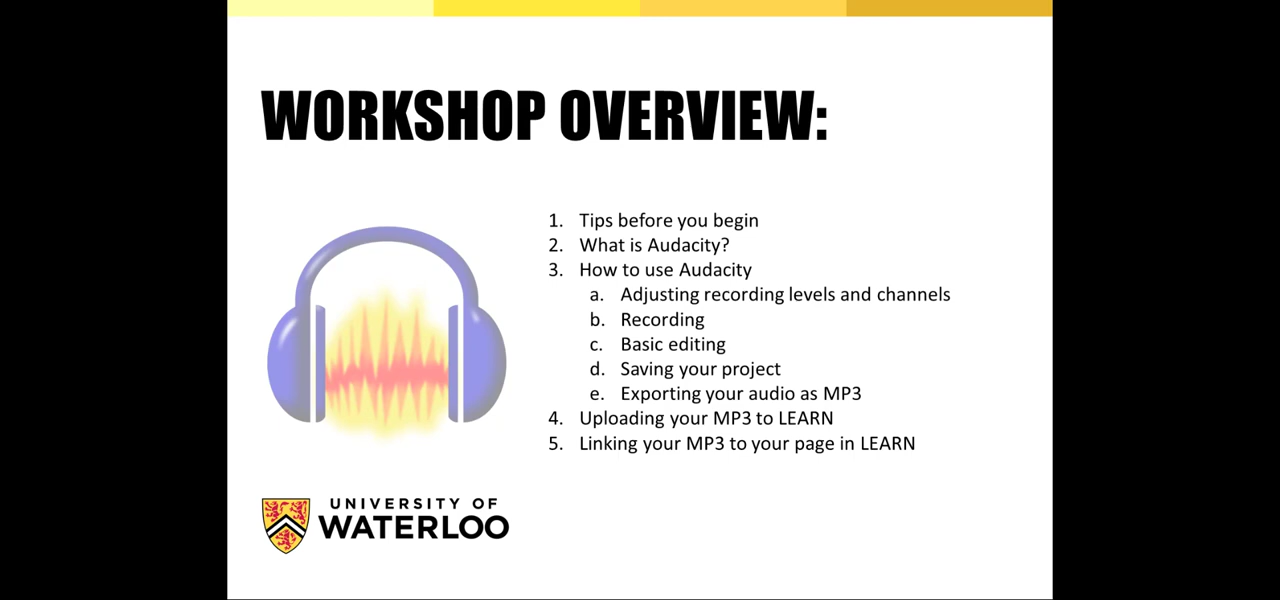 WORKSHOP OVERVIEW:
1. Tips before you begin
2. What is Audacity?
3. How to use Audacity
a. Adjusting recording levels and channels
b. Recording
c. Basic editing
d. Saving your project
e. Exporting your audio as MP3
4. Uploading your MP3 to LEARN
5. Linking your MP3 to your page in LEARN
UNIVERSITY OF
WATERLOO